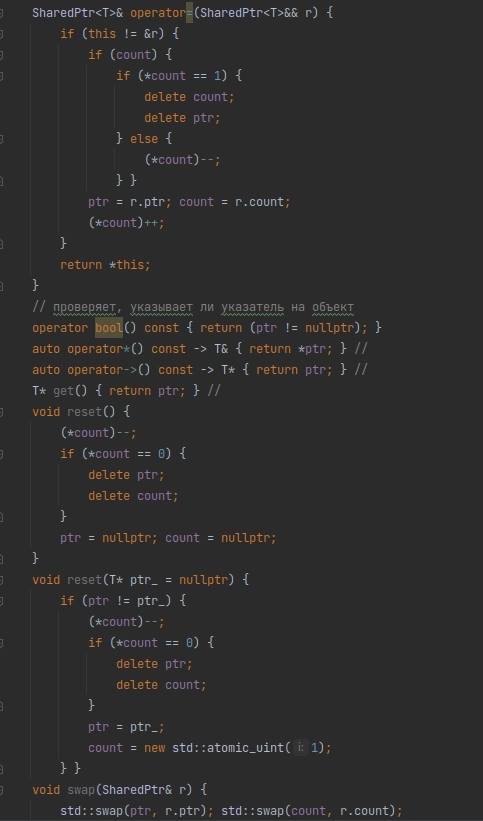 SharedPtr<T>& operator=(SharedPtr<T>&& r) {
    if (this != &r) {
        if (count) {
            if (*count == 1) {
                delete count;
                delete ptr;
            } else {
                (*count)--;
            } }
        ptr = r.ptr; count = r.count;
        (*count)++;
    }
    return *this;
}
// проверяет, указывает ли указатель на объект
operator bool() const { return (ptr != nullptr); }
auto operator*() const -> T& { return *ptr; } //
auto operator->() const -> T* { return ptr; } //
T* get() { return ptr; } //
void reset() {
    (*count)--;
    if (*count == 0) {
        delete ptr;
        delete count;
    }
    ptr = nullptr; count = nullptr;
}
void reset(T* ptr_ = nullptr) {
    if (ptr != ptr_) {
        (*count)--;
        if (*count == 0) {
            delete ptr;
            delete count;
        }
        ptr = ptr_;
        count = new std::atomic_uint( i: 1);
    } }
void swap(SharedPtr& r) {
    std::swap(ptr, r.ptr); std::swap(count, r.count);